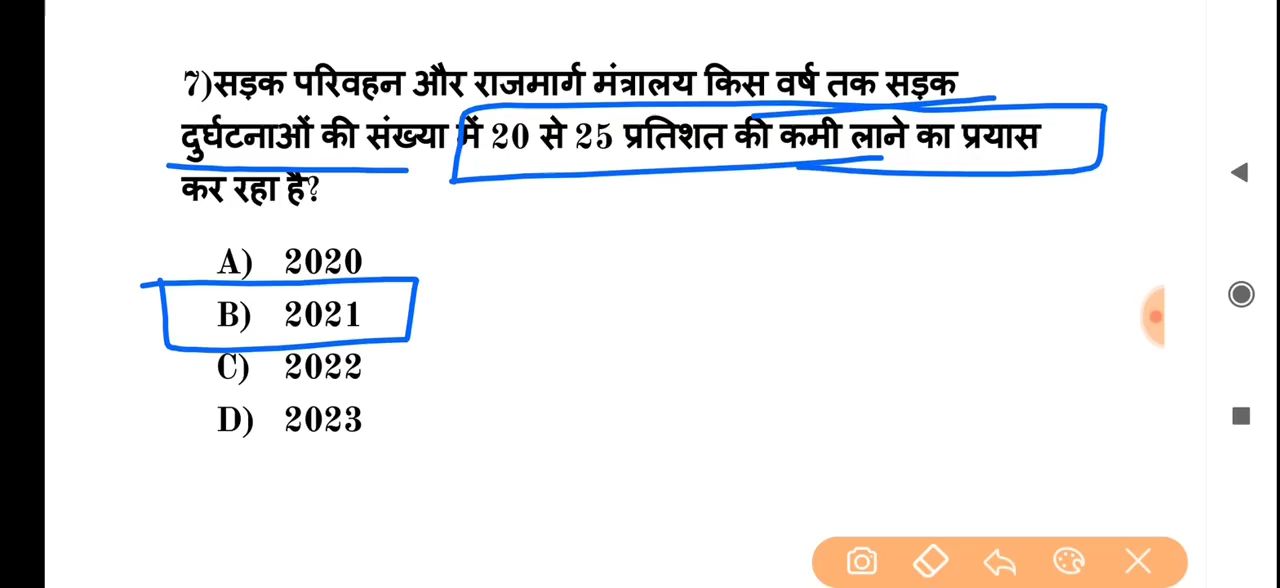 7)सड़क परिवहन और राजमार्ग मंत्रालय किस वर्ष तक सड़क
दुर्घटनाओं की संख्या में 20 से 25 प्रतिशत की कमी लाने का प्रयास
कर रहा है?
A) 2020
B) 2021
C) 2022
D) 2023